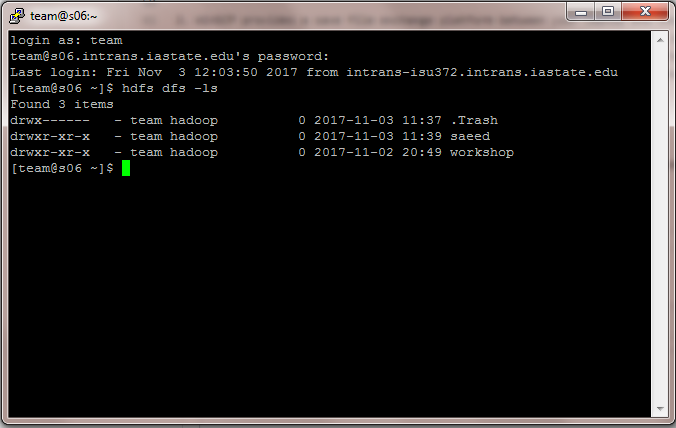 team@s06:~
login as: team
team@s06.intrans.iastate.edu's password:
Last login: Fri Nov  3 12:03:50 2017 from intrans-isu372.intrans.iastate.edu
[team@s06 ~]$ hdfs dfs -ls
Found 3 items
drwx------   - team hadoop          0 2017-11-03 11:37 .Trash
drwxr-xr-x   - team hadoop          0 2017-11-03 11:39 saeed
drwxr-xr-x   - team hadoop          0 2017-11-02 20:49 workshop
[team@s06 ~]$